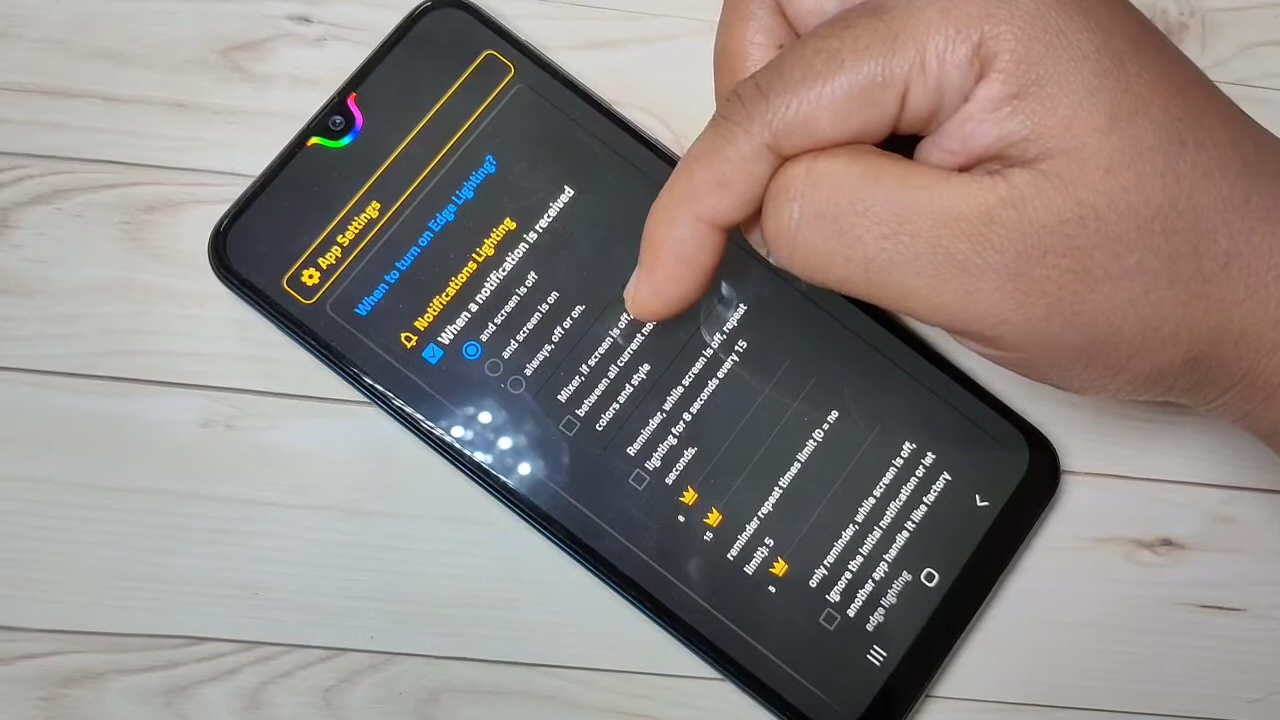 App Settings
When to turn on Edge Lighting?
Notifications Lighting
When a notification is received
and screen is off
and screen is on
always, off or on.
Mixer, if screen is off,
between all current
colors and style
Reminder, while screen is off, repeat
lighting for 8 seconds every 15
seconds.
8
15
reminder repeat times limit (0 = no
limit): 5
5
only reminder, while screen is off,
ignore the initial notification or let
another app handle it like factory
edge lighting